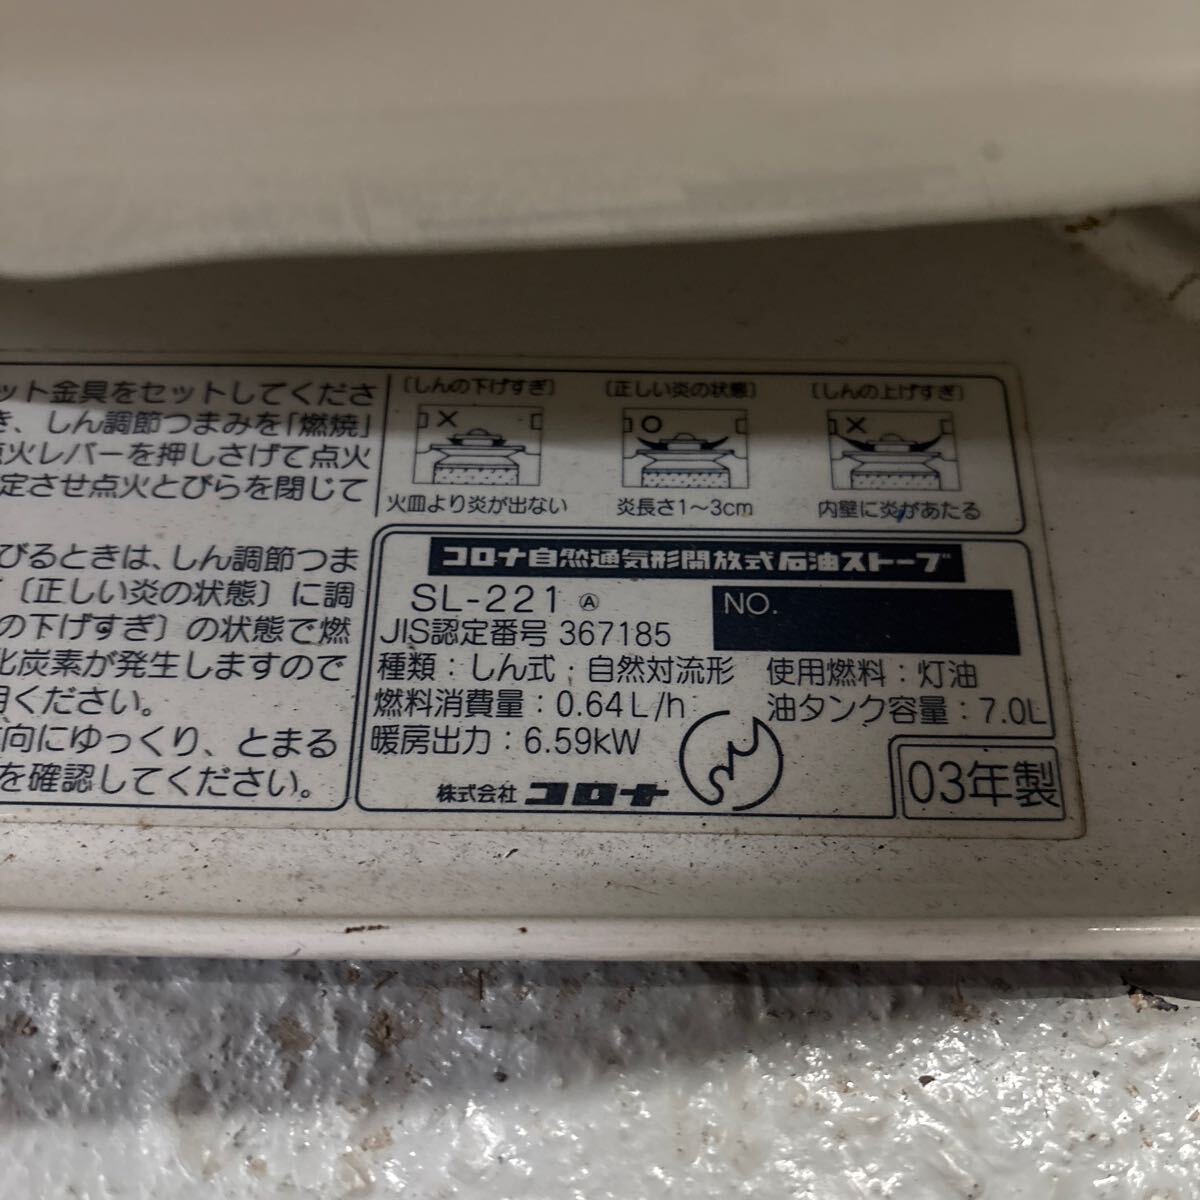 ット金具をセットしてくださ
き、しん調節つまみを「燃焼」
点火レバーを押しさげて点火
定させ点火とびらを閉じて
びるときは、しん調節つま
〔正しい炎の状態〕に調
の下げすぎ〕の状態で燃
化炭素が発生しますので
用ください。
方向にゆっくり、とまる
を確認してください。
〔しんの下げすぎ〕
火皿より炎が出ない
〔正しい炎の状態〕
炎長さ1〜3cm
〔しんの上げすぎ〕
内壁に炎があたる
コロナ自然通気形開放式石油ストーブ
SL-221 Ⓐ
NO.
JIS認定番号 367185
種類：しん式；自然対流形 使用燃料：灯油
燃料消費量：0.64L/h 油タンク容量：7.0L
暖房出力：6.59kW
株式会社 コロナ
03年製